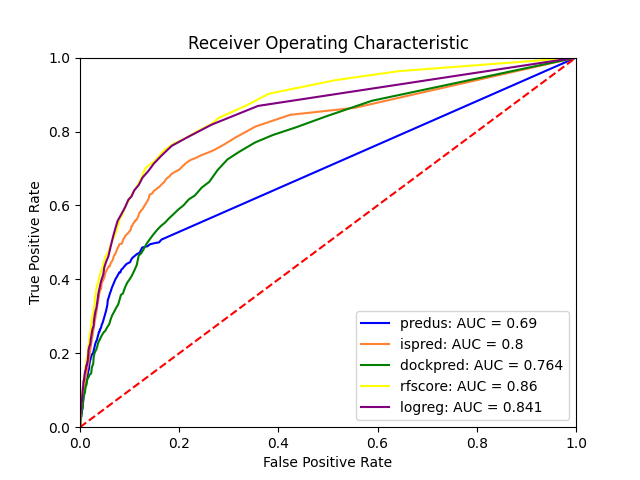 Receiver Operating Characteristic
True Positive Rate
1.0
0.8
0.6
0.4
0.2
0.0
predus: AUC = 0.69
ispred: AUC = 0.8
dockpred: AUC = 0.764
rfscore: AUC = 0.86
logreg: AUC = 0.841
0.0 0.2 0.4 0.6 0.8 1.0
False Positive Rate